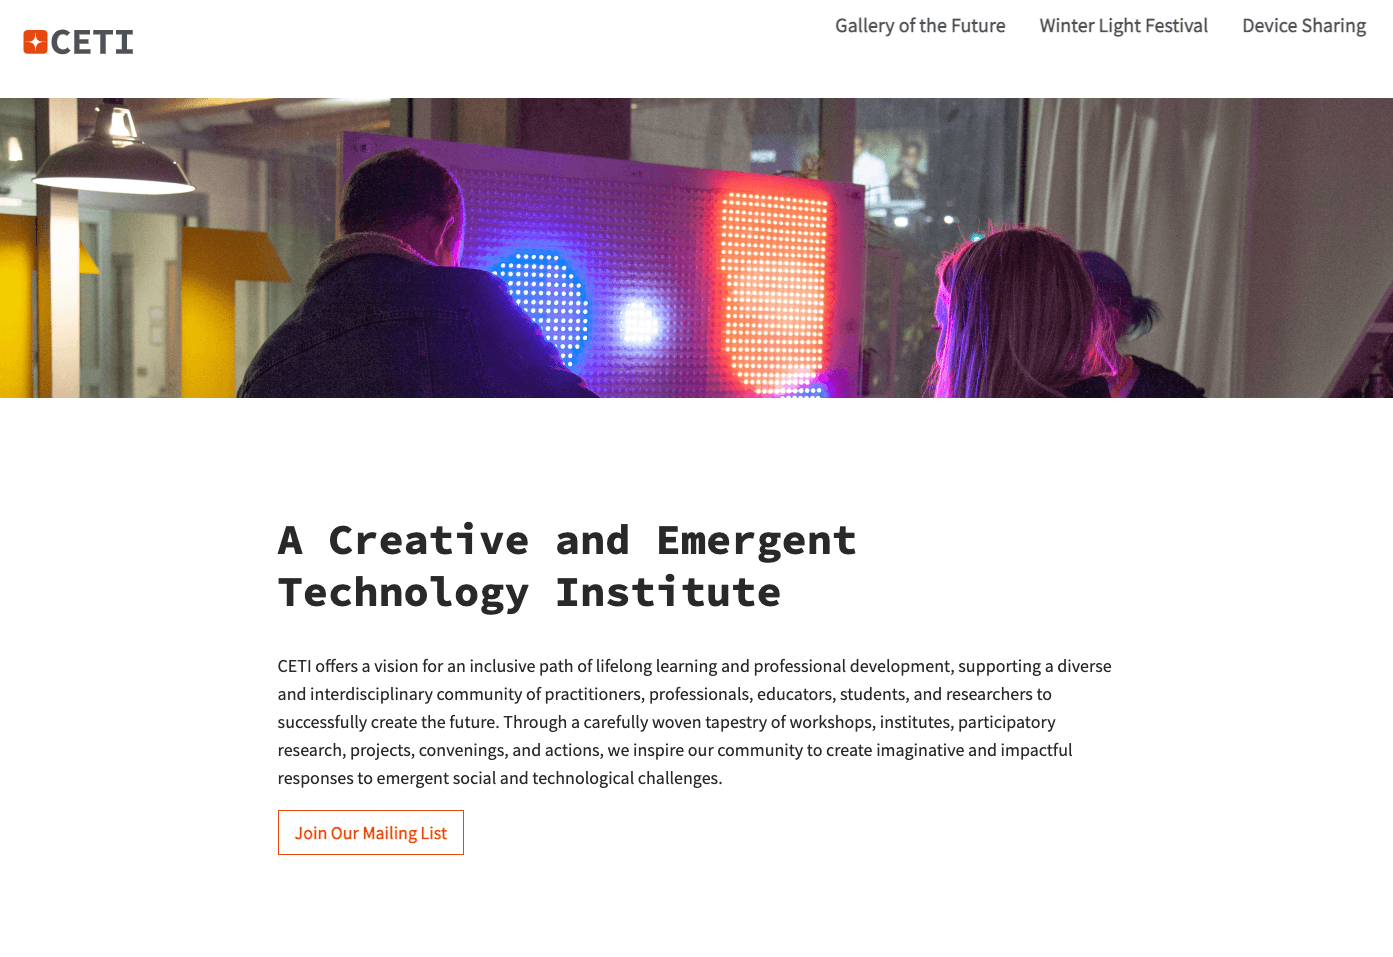 CETI
Gallery of the Future
Winter Light Festival
Device Sharing
A Creative and Emergent
Technology Institute
CETI offers a vision for an inclusive path of lifelong learning and professional development, supporting a diverse
and interdisciplinary community of practitioners, professionals, educators, students, and researchers to
successfully create the future. Through a carefully woven tapestry of workshops, institutes, participatory
research, projects, convenings, and actions, we inspire our community to create imaginative and impactful
responses to emergent social and technological challenges.
Join Our Mailing List